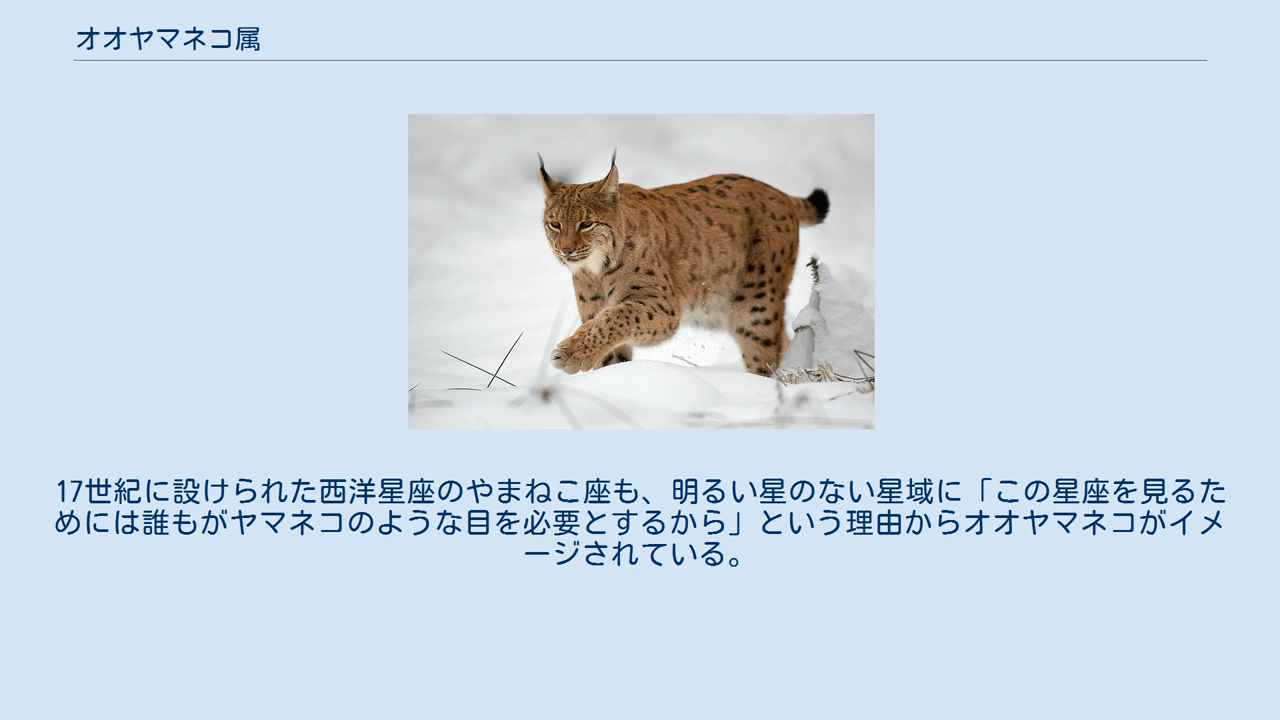 オオヤマネコ属
17世紀に設けられた西洋星座のやまねこ座も、明るい星のない星域に「この星座を見るた
めには誰もがヤマネコのような目を必要とするから」という理由からオオヤマネコがイメ
ージされている。